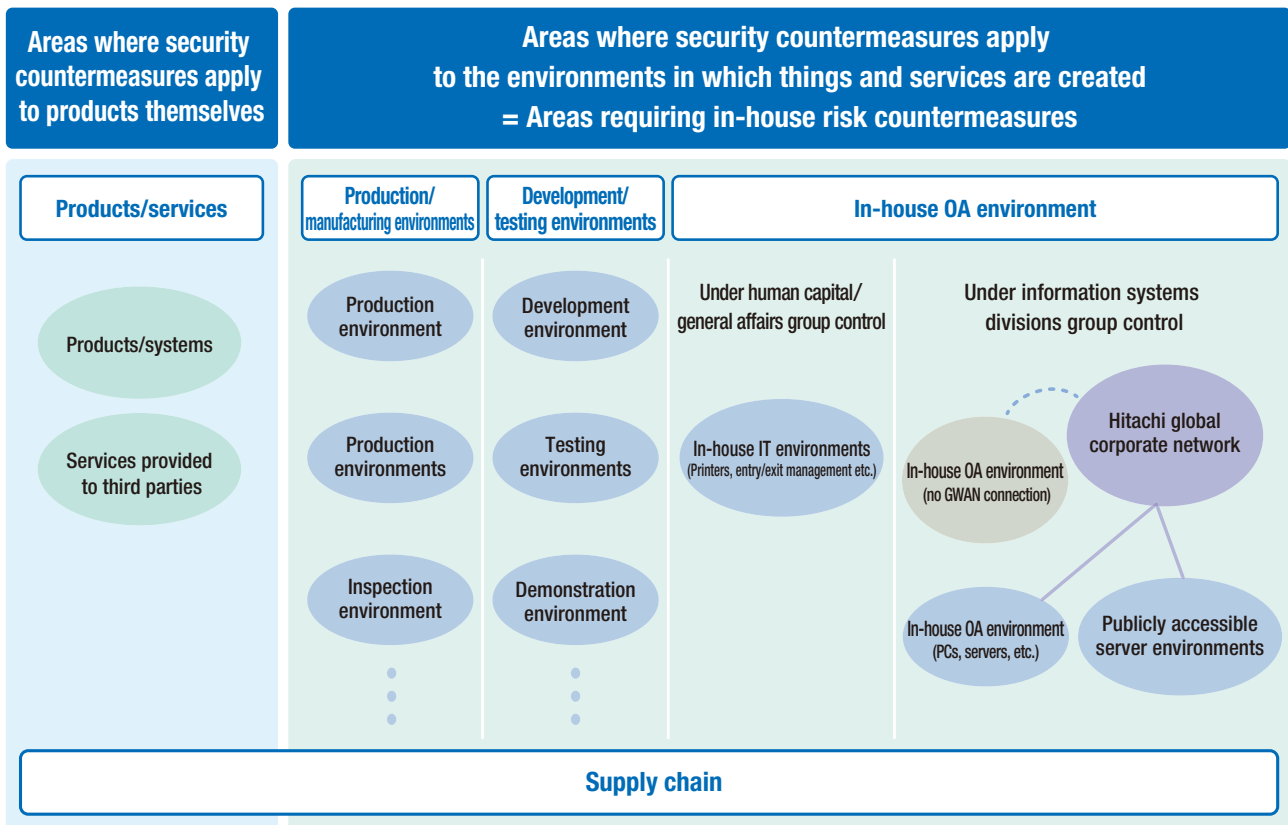 Areas where security
countermeasures apply
to products themselves
Areas where security countermeasures apply
to the environments in which things and services are created
= Areas requiring in-house risk countermeasures
Products/services
Production/
manufacturing environments
Development/
testing environments
In-house OA environment
Products/systems
Services provided
to third parties
Production
environment
Production
environments
Inspection
environment
Development
environment
Testing
environments
Demonstration
environment
Under human capital/
general affairs group control
In-house IT environments
(Printers, entry/exit management etc.)
Under information systems
divisions group control
Hitachi global
corporate network
In-house OA environment
(no GWAN connection)
In-house OA environment
(PCs, servers, etc.)
Publicly accessible
server environments
Supply chain